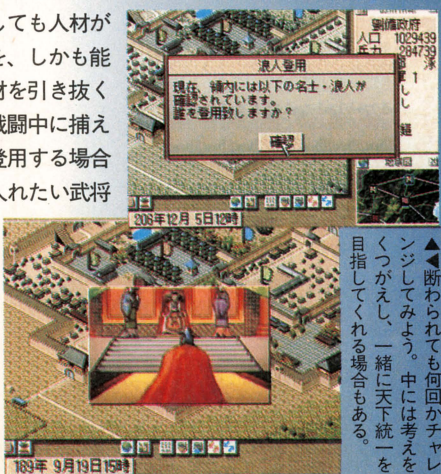 しても人材が
を、しかも能
材を引き抜く
戦闘中に捕え
登用する場合
入れたい武将
劉備政府
人口 1029439
兵力 284739
浪人登用
現在、領内には以下の名士・浪人が
確認されています。
誰を登用致しますか?
確認
208年12月 5日12時
189年 9月19日15時
▲◀断わられても何回かチャレ
ンジしてみよう。中には考えを
くつがえし、一緒に天下統一を
目指してくれる場合もある。